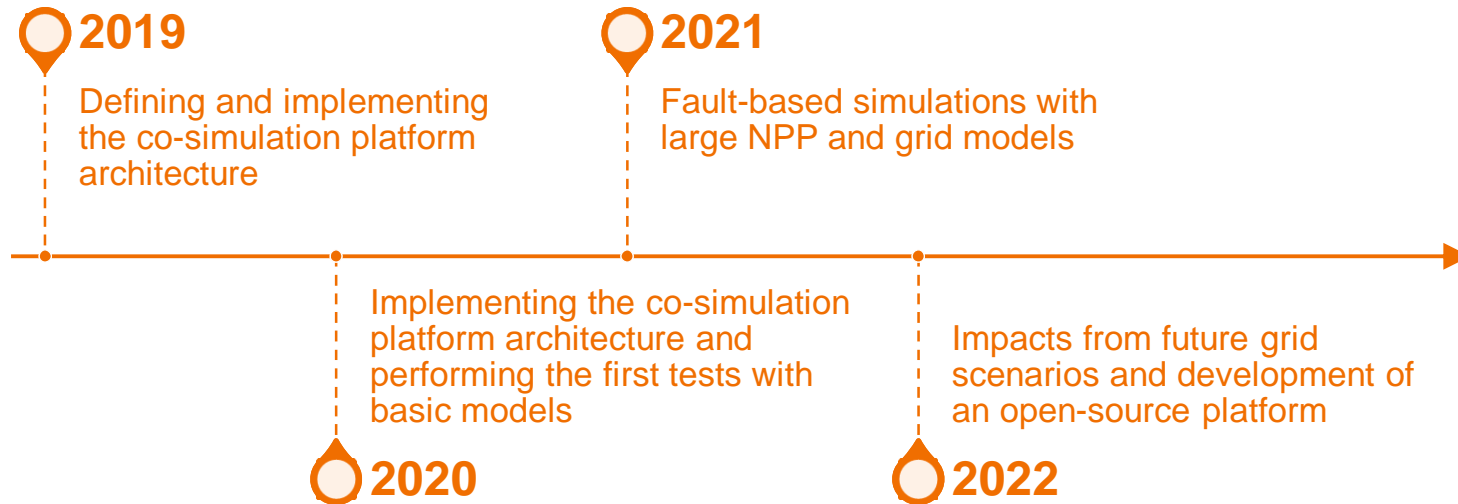 2019
Defining and implementing
the co-simulation platform
architecture
2020
Implementing the co-simulation
platform architecture and
performing the first tests with
basic models
2021
Fault-based simulations with
large NPP and grid models
2022
Impacts from future grid
scenarios and development of
an open-source platform